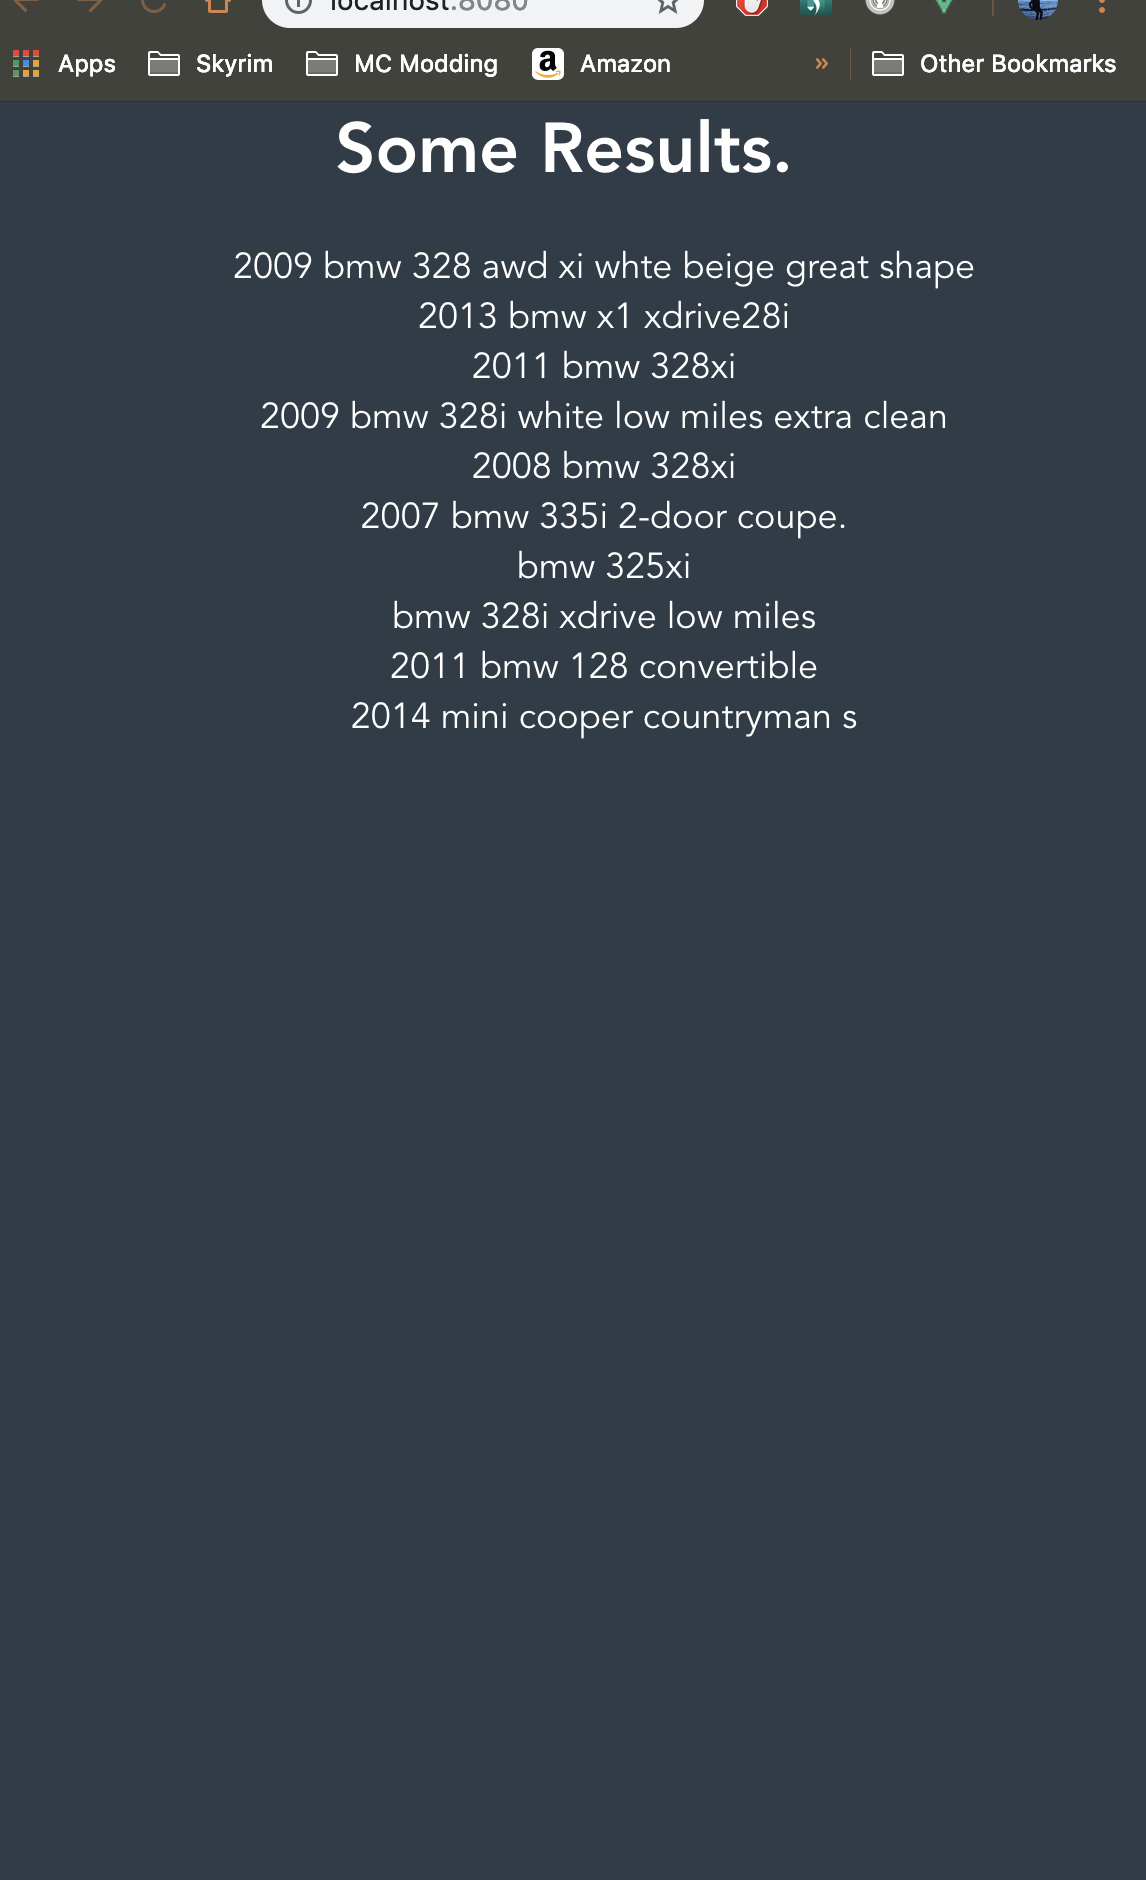 localhost:8080
Apps Skyrim MC Modding Amazon » Other Bookmarks
Some Results.
2009 bmw 328 awd xi whte beige great shape
2013 bmw x1 xdrive28i
2011 bmw 328xi
2009 bmw 328i white low miles extra clean
2008 bmw 328xi
2007 bmw 335i 2-door coupe.
bmw 325xi
bmw 328i xdrive low miles
2011 bmw 128 convertible
2014 mini cooper countryman s